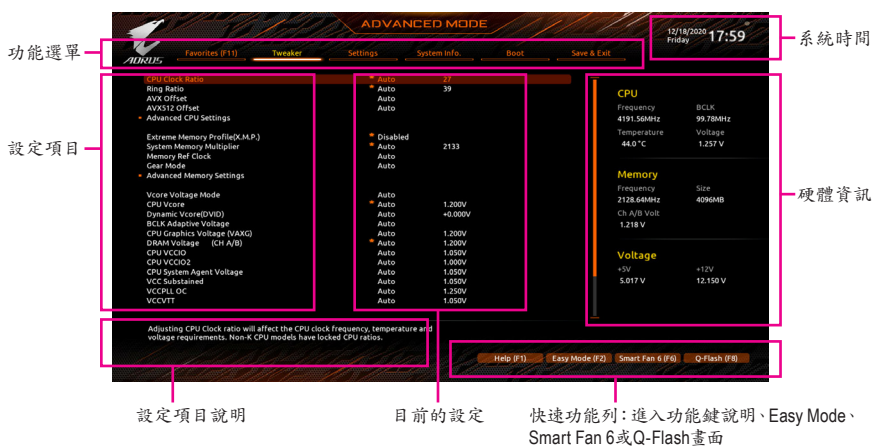 ADVANCED MODE
12/18/2020 Friday 17:59
系統時間
AORUS
功能選單
Favorites (F11) Tweaker Settings System Info. Boot Save & Exit
設定項目
CPU Clock Ratio * Auto 27
Ring Ratio * Auto 39
AVX Offset Auto
AVX512 Offset Auto
Advanced CPU Settings
Extreme Memory Profile(X.M.P.) * Disabled
System Memory Multiplier * Auto 2133
Memory Ref Clock Auto
Gear Mode Auto
Advanced Memory Settings
Vcore Voltage Mode Auto
CPU Vcore * Auto 1.200V
Dynamic Vcore(DVID) Auto +0.000V
BCLK Adaptive Voltage Auto
CPU Graphics Voltage (VAXG) Auto 1.200V
DRAM Voltage (CH A/B) * Auto 1.200V
CPU VCCIO Auto 1.050V
CPU VCCIO2 Auto 1.000V
CPU System Agent Voltage Auto 1.050V
VCC Substained Auto 1.050V
VCCPLL OC Auto 1.250V
VCCVTT Auto 1.050V
CPU
Frequency BCLK
4191.56MHz 99.78MHz
Temperature Voltage
44.0 °C 1.257 V
Memory
Frequency Size
2128.64MHz 4096MB
Ch A/B Volt
1.218 V
Voltage
+5V +12V
5.017 V 12.150 V
硬體資訊
Adjusting CPU Clock ratio will affect the CPU clock frequency, temperature and
voltage requirements. Non-K CPU models have locked CPU ratios.
Help (F1) Easy Mode (F2) Smart Fan 6 (F6) Q-Flash (F8)
設定項目說明
目前的設定
快速功能列：進入功能鍵說明、Easy Mode、
Smart Fan 6或Q-Flash畫面